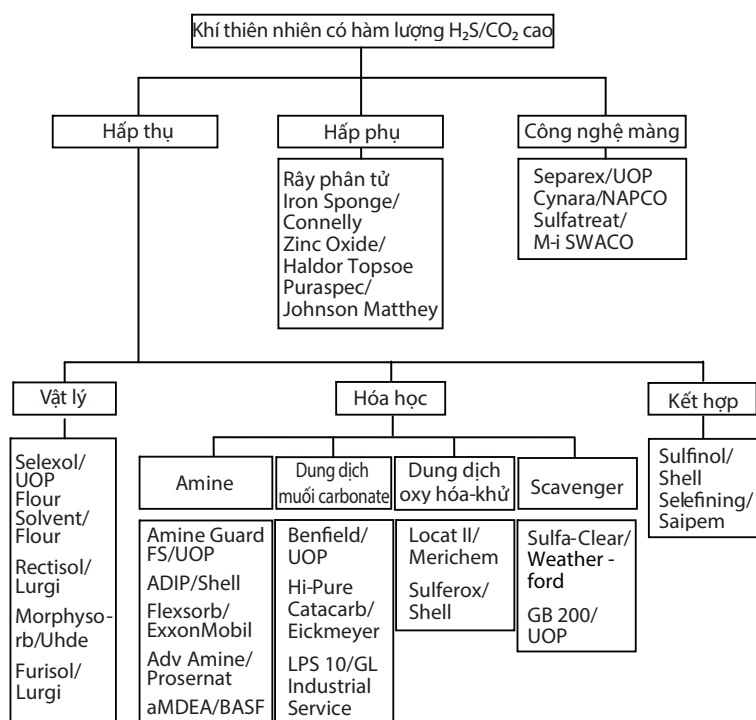 Khí thiên nhiên có hàm lượng H₂S/CO₂ cao
Hấp thụ
Hấp phụ
Công nghệ màng
Rây phân tử
Iron Sponge/
Connelly
Zinc Oxide/
Haldor Topsoe
Puraspec/
Johnson Matthey
Separex/UOP
Cynara/NAPCO
Sulfatreat/
M-i SWACO
Vật lý
Hóa học
Kết hợp
Selexol/
UOP
Flour
Solvent/
Flour
Rectisol/
Lurgi
Morphyso-
rb/Uhde
Furisol/
Lurgi
Amine
Dung dịch
muối carbonate
Dung dịch
oxy hóa-khử
Scavenger
Amine Guard
FS/UOP
ADIP/Shell
Flexsorb/
ExxonMobil
Adv Amine/
Prosernat
aMDEA/BASF
Benfield/
UOP
Hi-Pure
Catacarb/
Eickmeyer
LPS 10/GL
Industrial
Service
Locat II/
Merichem
Sulferox/
Shell
Sulfa-Clear/
Weather -
ford
GB 200/
UOP
Sulfinol/
Shell
Selefining/
Saipem